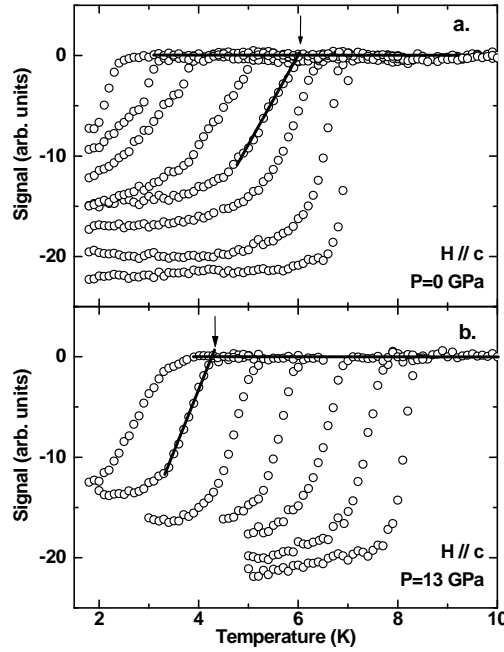 a.
0
-10
-20
Signal (arb. units)
H // c
P=0 GPa
b.
0
-10
-20
Signal (arb. units)
H // c
P=13 GPa
2 4 6 8 10
Temperature (K)